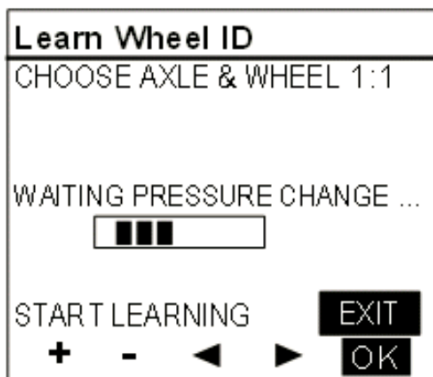 Learn Wheel ID
CHOOSE AXLE & WHEEL 1:1
WAITING PRESSURE CHANGE ...
START LEARNING EXIT
+ - ◀ ▶ OK